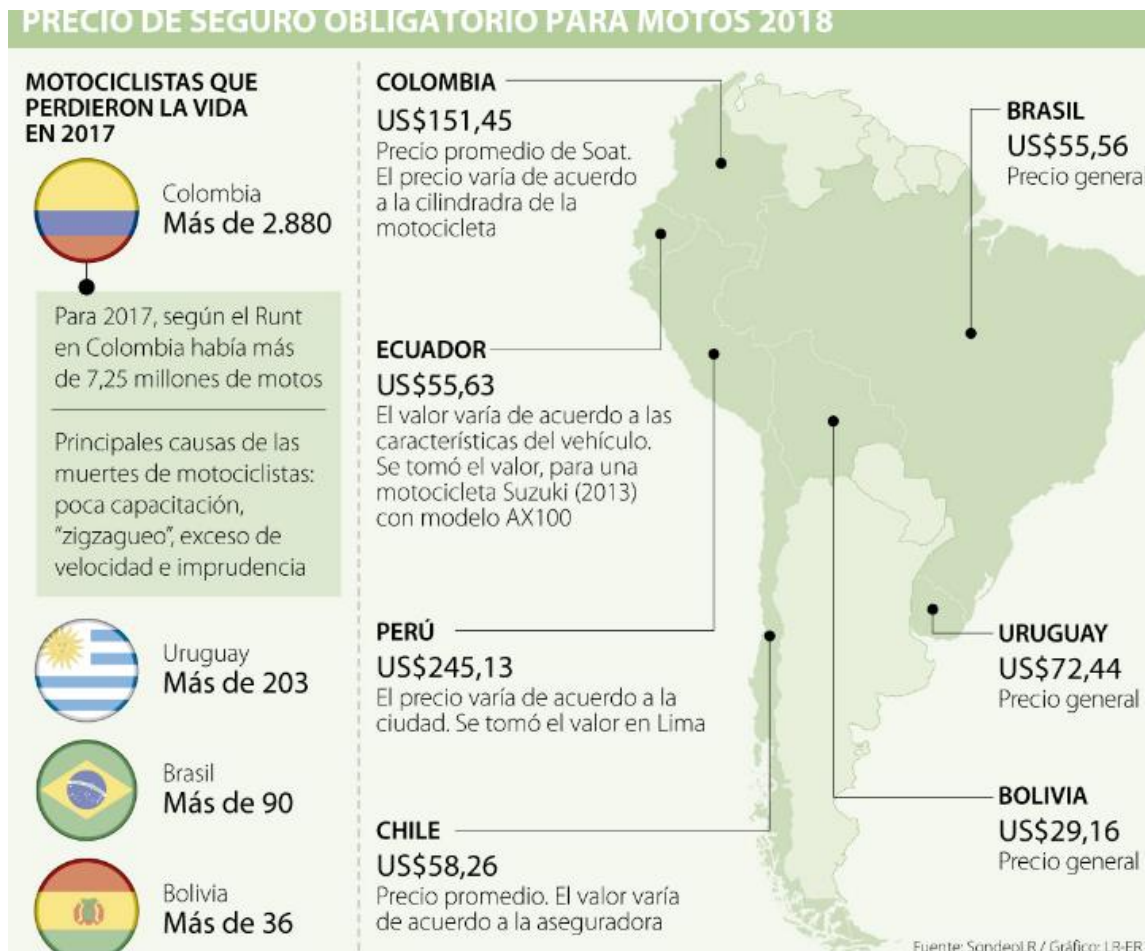 PRECIO DE SEGURO OBLIGATORIO PARA MOTOS 2018
MOTOCICLISTAS QUE
PERDIERON LA VIDA
EN 2017
Colombia
Más de 2.880
Para 2017, según el Runt
en Colombia había más
de 7,25 millones de motos
Principales causas de las
muertes de motociclistas:
poca capacitación,
“zigzagueo”, exceso de
velocidad e imprudencia
Uruguay
Más de 203
Brasil
Más de 90
Bolivia
Más de 36
COLOMBIA
US$151,45
Precio promedio de Soat.
El precio varía de acuerdo
a la cilindradra de la
motocicleta
ECUADOR
US$55,63
El valor varía de acuerdo a las
características del vehículo.
Se tomó el valor, para una
motocicleta Suzuki (2013)
con modelo AX100
PERÚ
US$245,13
El precio varía de acuerdo a la
ciudad. Se tomó el valor en Lima
CHILE
US$58,26
Precio promedio. El valor varía
de acuerdo a la aseguradora
BRASIL
US$55,56
Precio genera
URUGUAY
US$72,44
Precio general
BOLIVIA
US$29,16
Precio general
Fuente: SondeoLR / Gráfico: LR-ER